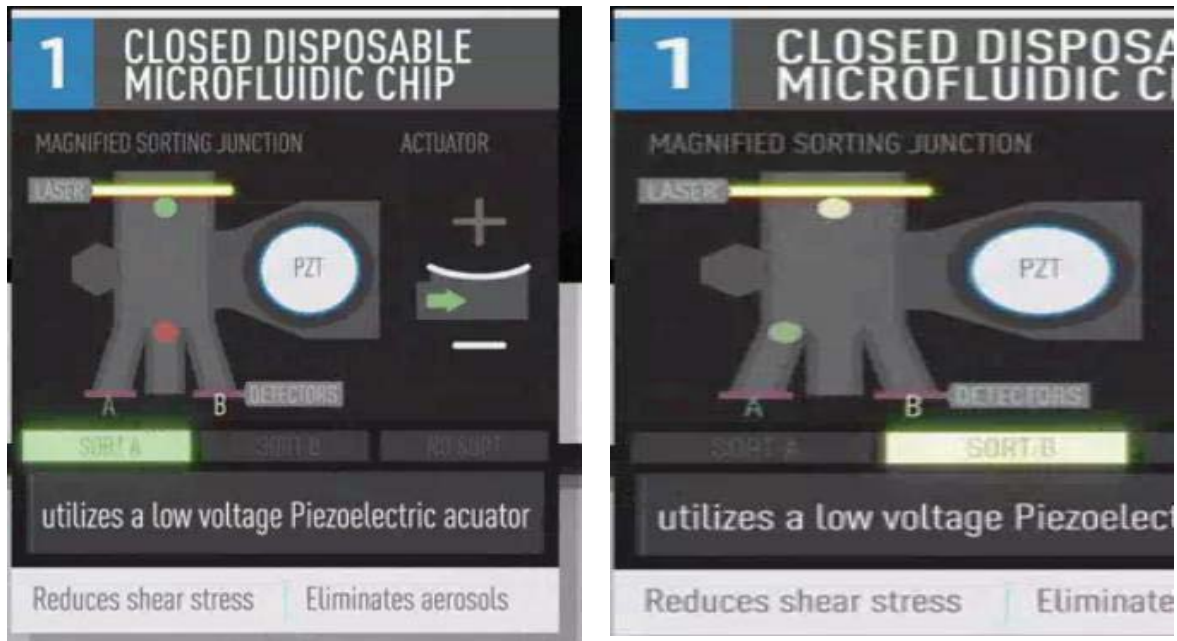 1
CLOSED DISPOSABLE
MICROFLUIDIC CHIP
MAGNIFIED SORTING JUNCTION
ACTUATOR
LASER
PZT
A
B
DETECTORS
SORT A
SORT B
NO SORT
utilizes a low voltage Piezoelectric acuator
Reduces shear stress
Eliminates aerosols
1
CLOSED DISPOSA
MICROFLUIDIC C
MAGNIFIED SORTING JUNCTION
LASER
PZT
A
B
DETECTORS
SORT A
SORT B
utilizes a low voltage Piezoelect
Reduces shear stress
Eliminate